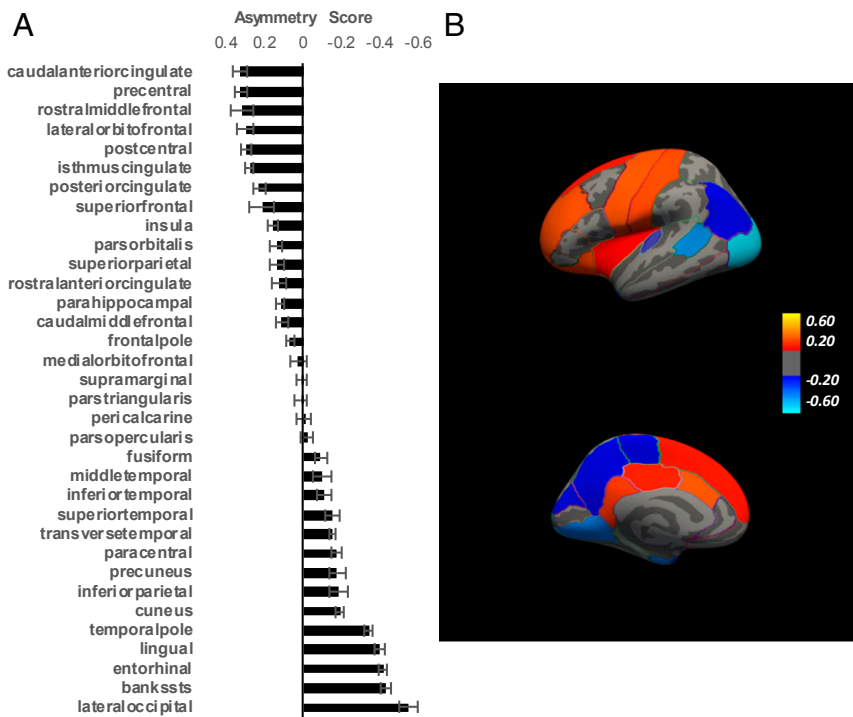 A
B
Asymmetry Score
0.4 0.2 0 -0.2 -0.4 -0.6
caudalanteriorcingulate
precentral
rostralmiddlefrontal
lateralorbitofrontal
postcentral
isthmuscingulate
posteriorcingulate
superiorfrontal
insula
parsorbitalis
superiorparietal
rostralanteriorcingulate
parahippocampal
caudalmiddlefrontal
frontalpole
medialorbitofrontal
supramarginal
parstriangularis
pericalcarine
parsopercularis
fusiform
middletemporal
inferiortemporal
superiortemporal
transversetemporal
paracentral
precuneus
inferiorparietal
cuneus
temporalpole
lingual
entorhinal
bankssts
lateraloccipital
0.60
0.20
-0.20
-0.60